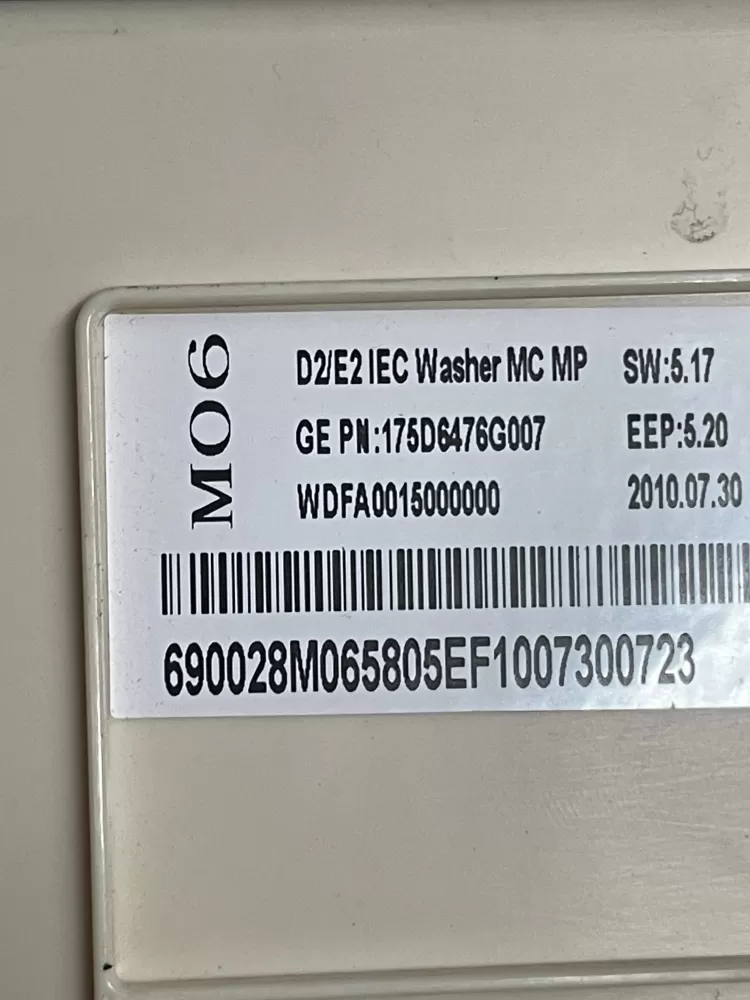 MO6
D2/E2 IEC Washer MC MP SW:5.17
GE PN:175D6476G007 EEP:5.20
WDFA0015000000 2010.07.30
690028M065805EF1007300723